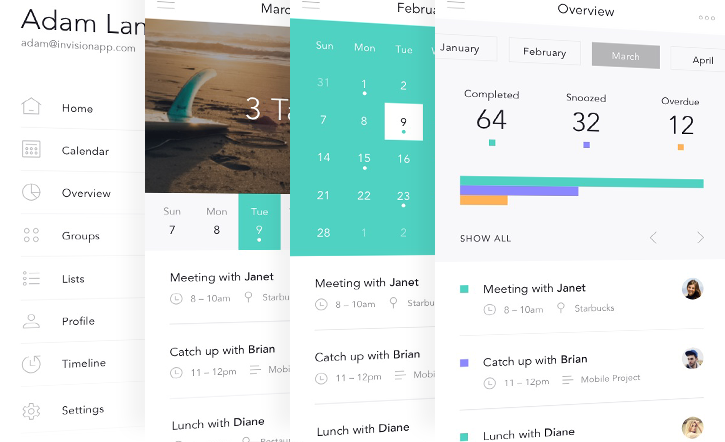 Adam Lan
adam@invisionapp.com
Home
Calendar
Overview
Groups
Lists
Profile
Timeline
Settings
Marc
3 Ta
Sun Mon Tue
7 8 9
Meeting with Janet
8 – 10am Starbu
Catch up with Brian
11 – 12pm Mobi
Lunch with Diane
Februa
Sun Mon Tue
31 1 2
7 8 9
14 15 16
21 22 23
28 1 2
Meeting with Janet
8 – 10am Starbu
Catch up with Brian
11 – 12pm Mobi
Lunch with Diane
Overview
January February March April
Completed Snoozed Overdue
64 32 12
SHOW ALL
Meeting with Janet
8 – 10am Starbucks
Catch up with Brian
11 – 12pm Mobile Project
Lunch with Diane